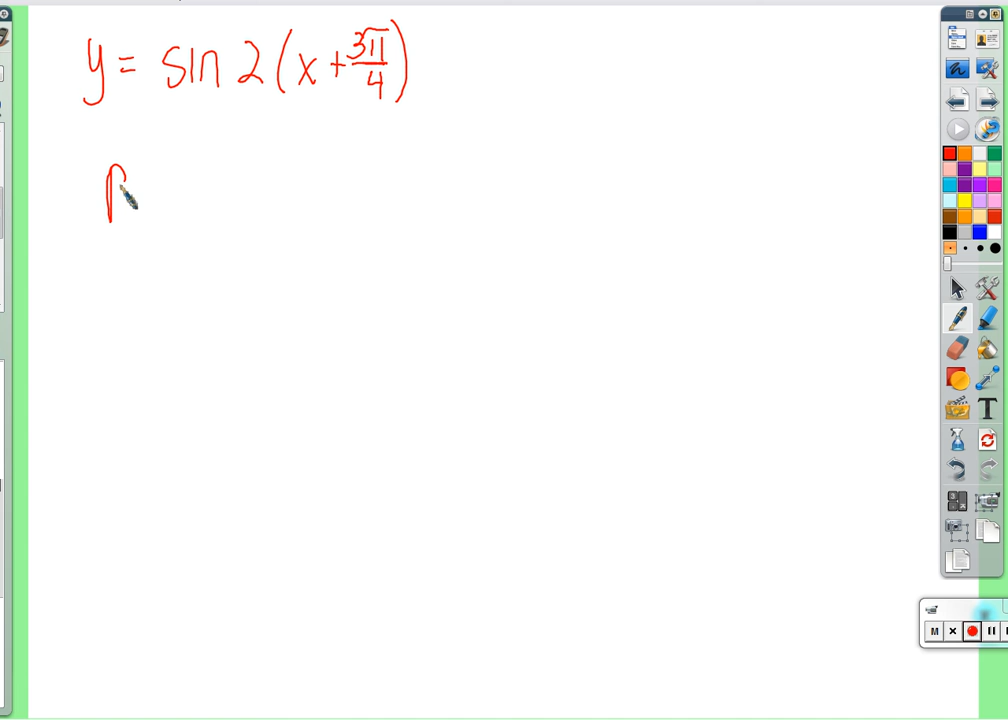 y = sin 2 (x + 3π/4)